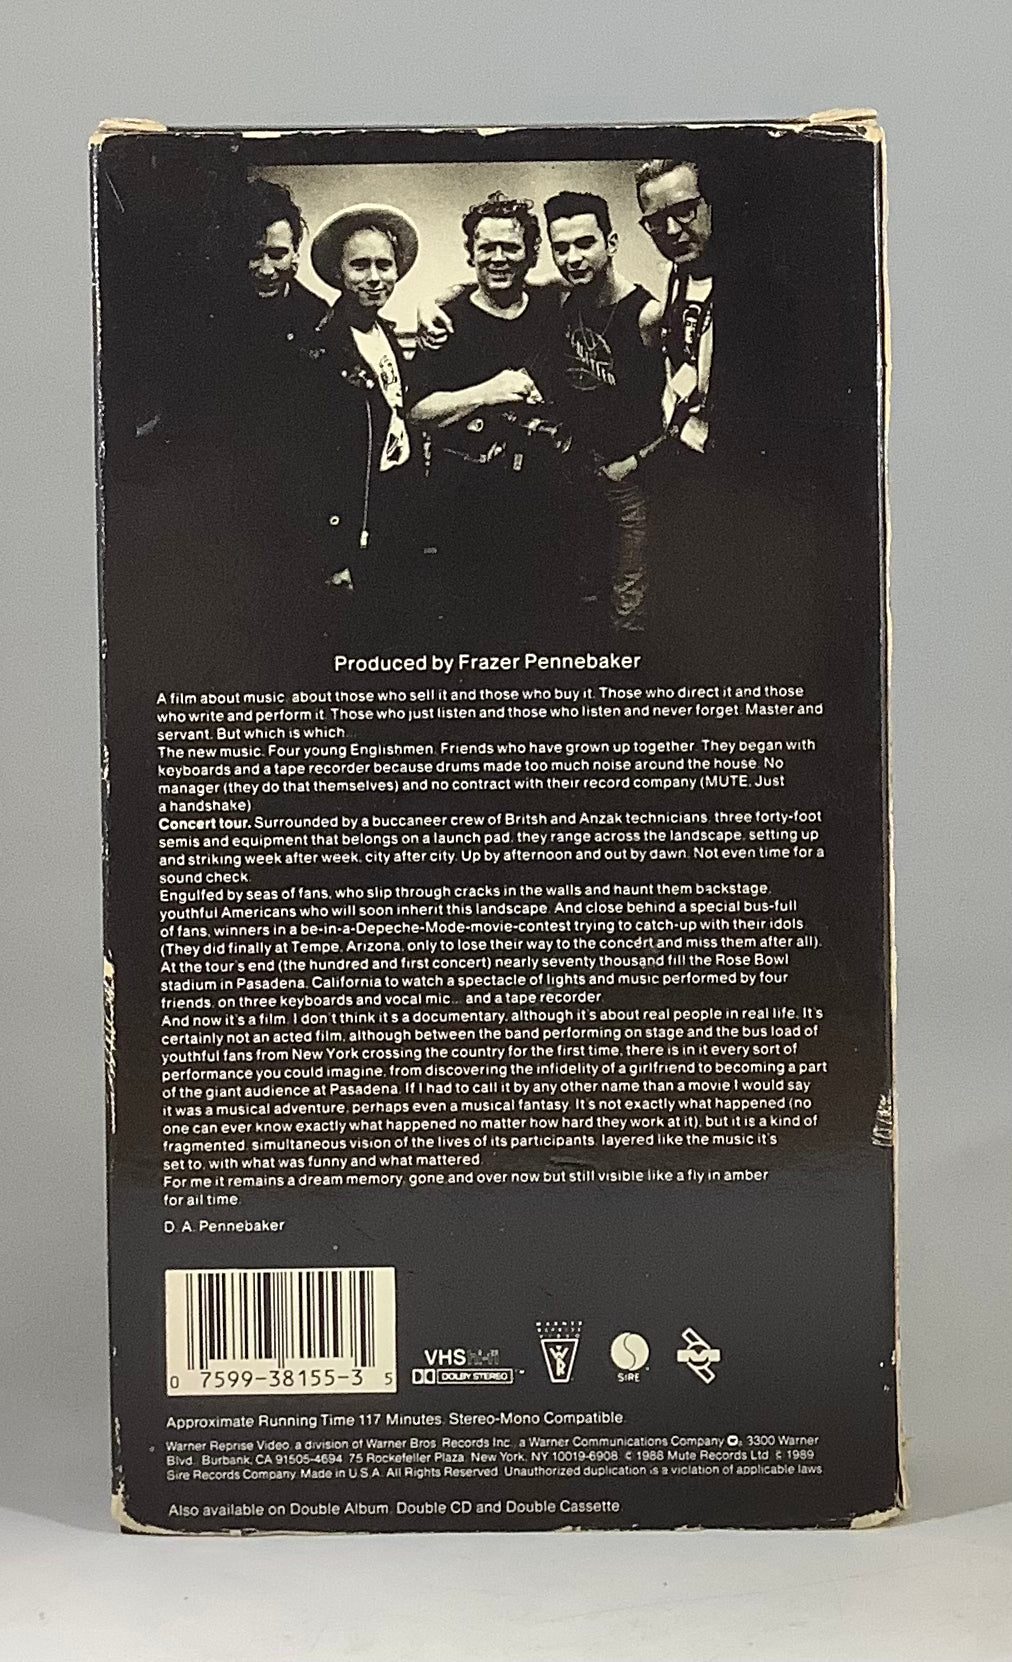 Produced by Frazer Pennebaker
A film about music, about those who sell it and those who buy it. Those who direct it and those
who write and perform it. Those who just listen and those who listen and never forget. Master and
servant. But which is which...
The new music. Four young Englishmen. Friends who have grown up together. They began with
keyboards and a tape recorder because drums made too much noise around the house. No
manager (they do that themselves) and no contract with their record company (MUTE. Just
a handshake)
Concert tour. Surrounded by a buccaneer crew of Britsh and Anzak technicians, three forty-foot
semis and equipment that belongs on a launch pad, they range across the landscape, setting up
and striking week after week, city after city. Up by afternoon and out by dawn. Not even time for a
sound check.
Engulfed by seas of fans, who slip through cracks in the walls and haunt them backstage,
youthful Americans who will soon inherit this landscape. And close behind a special bus-full
of fans, winners in a be-in-a-Depeche-Mode-movie-contest trying to catch-up with their idols
(They did finally at Tempe, Arizona, only to lose their way to the concert and miss them after all).
At the tour's end (the hundred and first concert) nearly seventy thousand fill the Rose Bowl
stadium in Pasadena, California to watch a spectacle of lights and music performed by four
friends, on three keyboards and vocal mic... and a tape recorder.
And now it's a film. I don't think it's a documentary, although it's about real people in real life. It's
certainly not an acted film, although between the band performing on stage and the bus load of
youthful fans from New York crossing the country for the first time, there is in it every sort of
performance you could imagine, from discovering the infidelity of a girlfriend to becoming a part
of the giant audience at Pasadena. If I had to call it by any other name than a movie I would say
it was a musical adventure, perhaps even a musical fantasy. It's not exactly what happened (no
one can ever know exactly what happened no matter how hard they work at it), but it is a kind of
fragmented, simultaneous vision of the lives of its participants, layered like the music it's
set to, with what was funny and what mattered.
For me it remains a dream memory, gone and over now but still visible like a fly in amber
for all time.
D. A. Pennebaker
0 7599-38155-3 5
VHS hi-fi
DOLBY STEREO
WARNER
REPRISE
VIDEO
SIRE
Approximate Running Time 117 Minutes. Stereo-Mono Compatible.
Warner Reprise Video, a division of Warner Bros. Records Inc., a Warner Communications Company, 3300 Warner
Blvd., Burbank, CA 91505-4694. 75 Rockefeller Plaza, New York, NY 10019-6908. © 1988 Mute Records Ltd. © 1989
Sire Records Company. Made in U.S.A. All Rights Reserved. Unauthorized duplication is a violation of applicable laws.
Also available on Double Album, Double CD and Double Cassette.